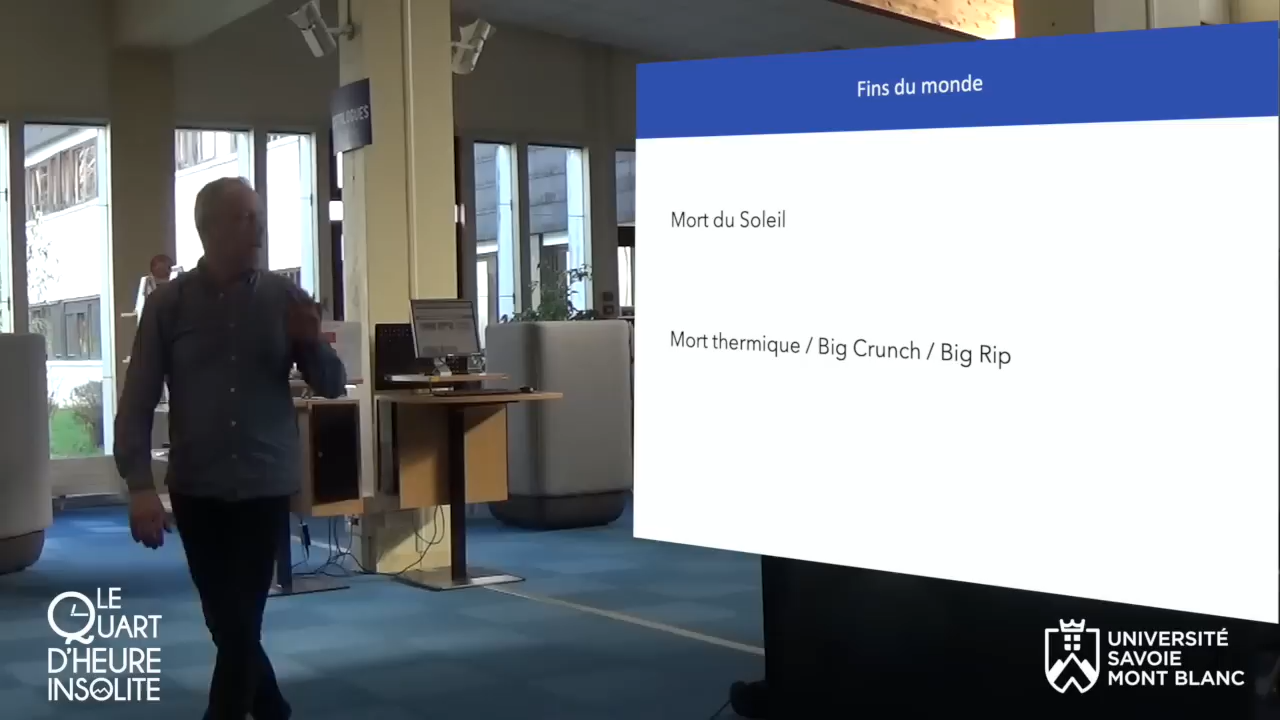 Fins du monde
Mort du Soleil
Mort thermique / Big Crunch / Big Rip
LE
QUART
D'HEURE
INSOLITE
UNIVERSITÉ
SAVOIE
MONT BLANC